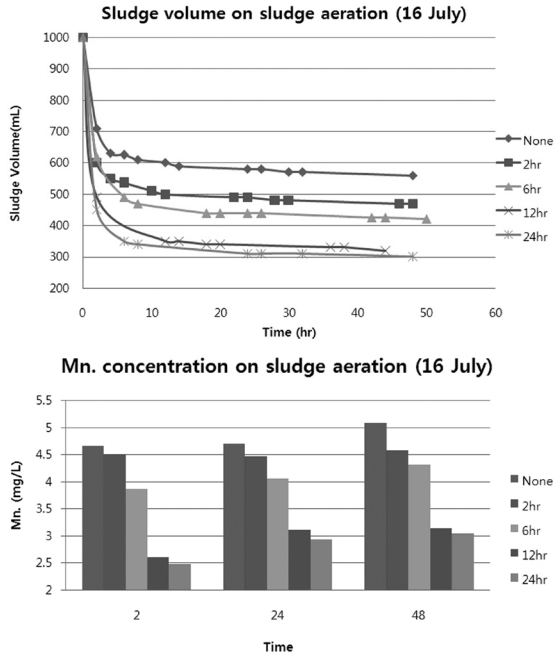 Sludge volume on sludge aeration (16 July)
1000
900
800
700
600
500
400
300
200
Sludge Volume(mL)
0
10
20
30
40
50
60
Time (hr)
None
2hr
6hr
12hr
24hr
Mn. concentration on sludge aeration (16 July)
5.5
5
4.5
4
3.5
3
2.5
2
Mn. (mg/L)
2
24
48
Time
None
2hr
6hr
12hr
24hr